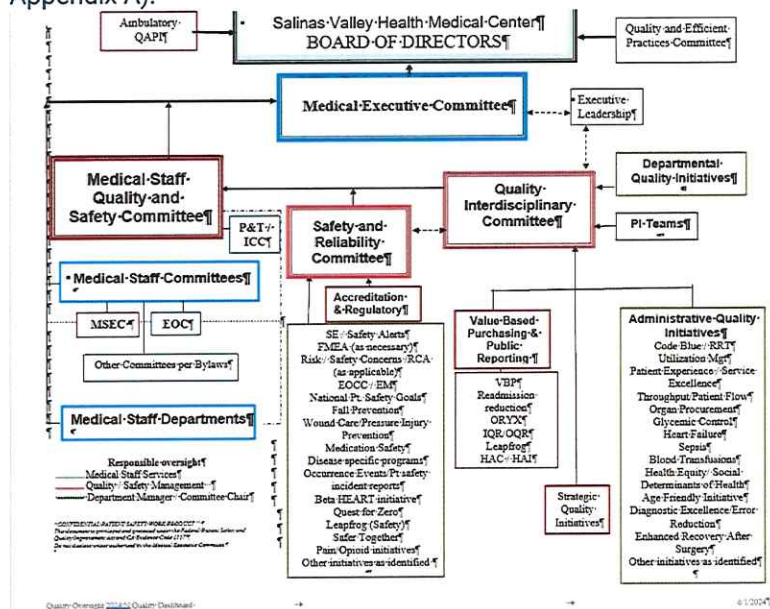 Appendix A).
Ambulatory
QAPI¶
Salinas Valley Health Medical Center¶
BOARD OF DIRECTORS¶
Quality and Efficient
Practices Committee¶
Medical Executive Committee¶
Executive
Leadership¶
Medical Staff
Quality and
Safety Committee¶
Quality
Interdisciplinary
Committee¶
Departmental
Quality Initiatives¶
PI Teams¶
P&T /
ICC¶
Safety and
Reliability
Committee¶
Medical Staff Committees¶
MSEC ¶
EOC¶
Other Committees per Bylaws¶
Medical Staff Departments¶
Accreditation
& Regulatory¶
SE / Safety Alerts¶
FMEA (as necessary)¶
Risk / Safety Concerns / RCA
(as applicable)¶
EOCC / EM¶
National Pt. Safety Goals¶
Fall Prevention¶
Wound Care/Pressure Injury
Prevention¶
Medication Safety¶
Disease specific programs¶
Occurrence Events/Pt safety
incident reports¶
Beta HEART initiative¶
Quest for Zero¶
Leapfrog (Safety)¶
Safer Together¶
Pain Opioid initiatives¶
Other initiatives as identified ¶
Value Based
Purchasing &
Public
Reporting ¶
VBP¶
Readmission
reduction¶
ORYX¶
IQR/OQR¶
Leapfrog¶
HAC / HAI¶
Strategic
Quality
Initiatives¶
Administrative Quality
Initiatives¶
Code Blue / RRT¶
Utilization Mgt¶
Patient Experience / Service
Excellence¶
Throughput/Patient Flow¶
Organ Procurement¶
Glycemic Control¶
Heart Failure¶
Sepsis¶
Blood Transfusions¶
Health Equity / Social
Determinants of Health¶
Age Friendly Initiative¶
Diagnostic Excellence/Error
Reduction¶
Enhanced Recovery After
Surgery¶
Other initiatives as identified¶
Responsible oversight¶
Medical Staff Services¶
Quality / Safety Management ¶
Department Manager / Committee Chair¶
*CONFIDENTIAL PATIENT SAFETY WORK PRODUCT*
Quality Oversight Quality Dashboard
6/1/2024¶